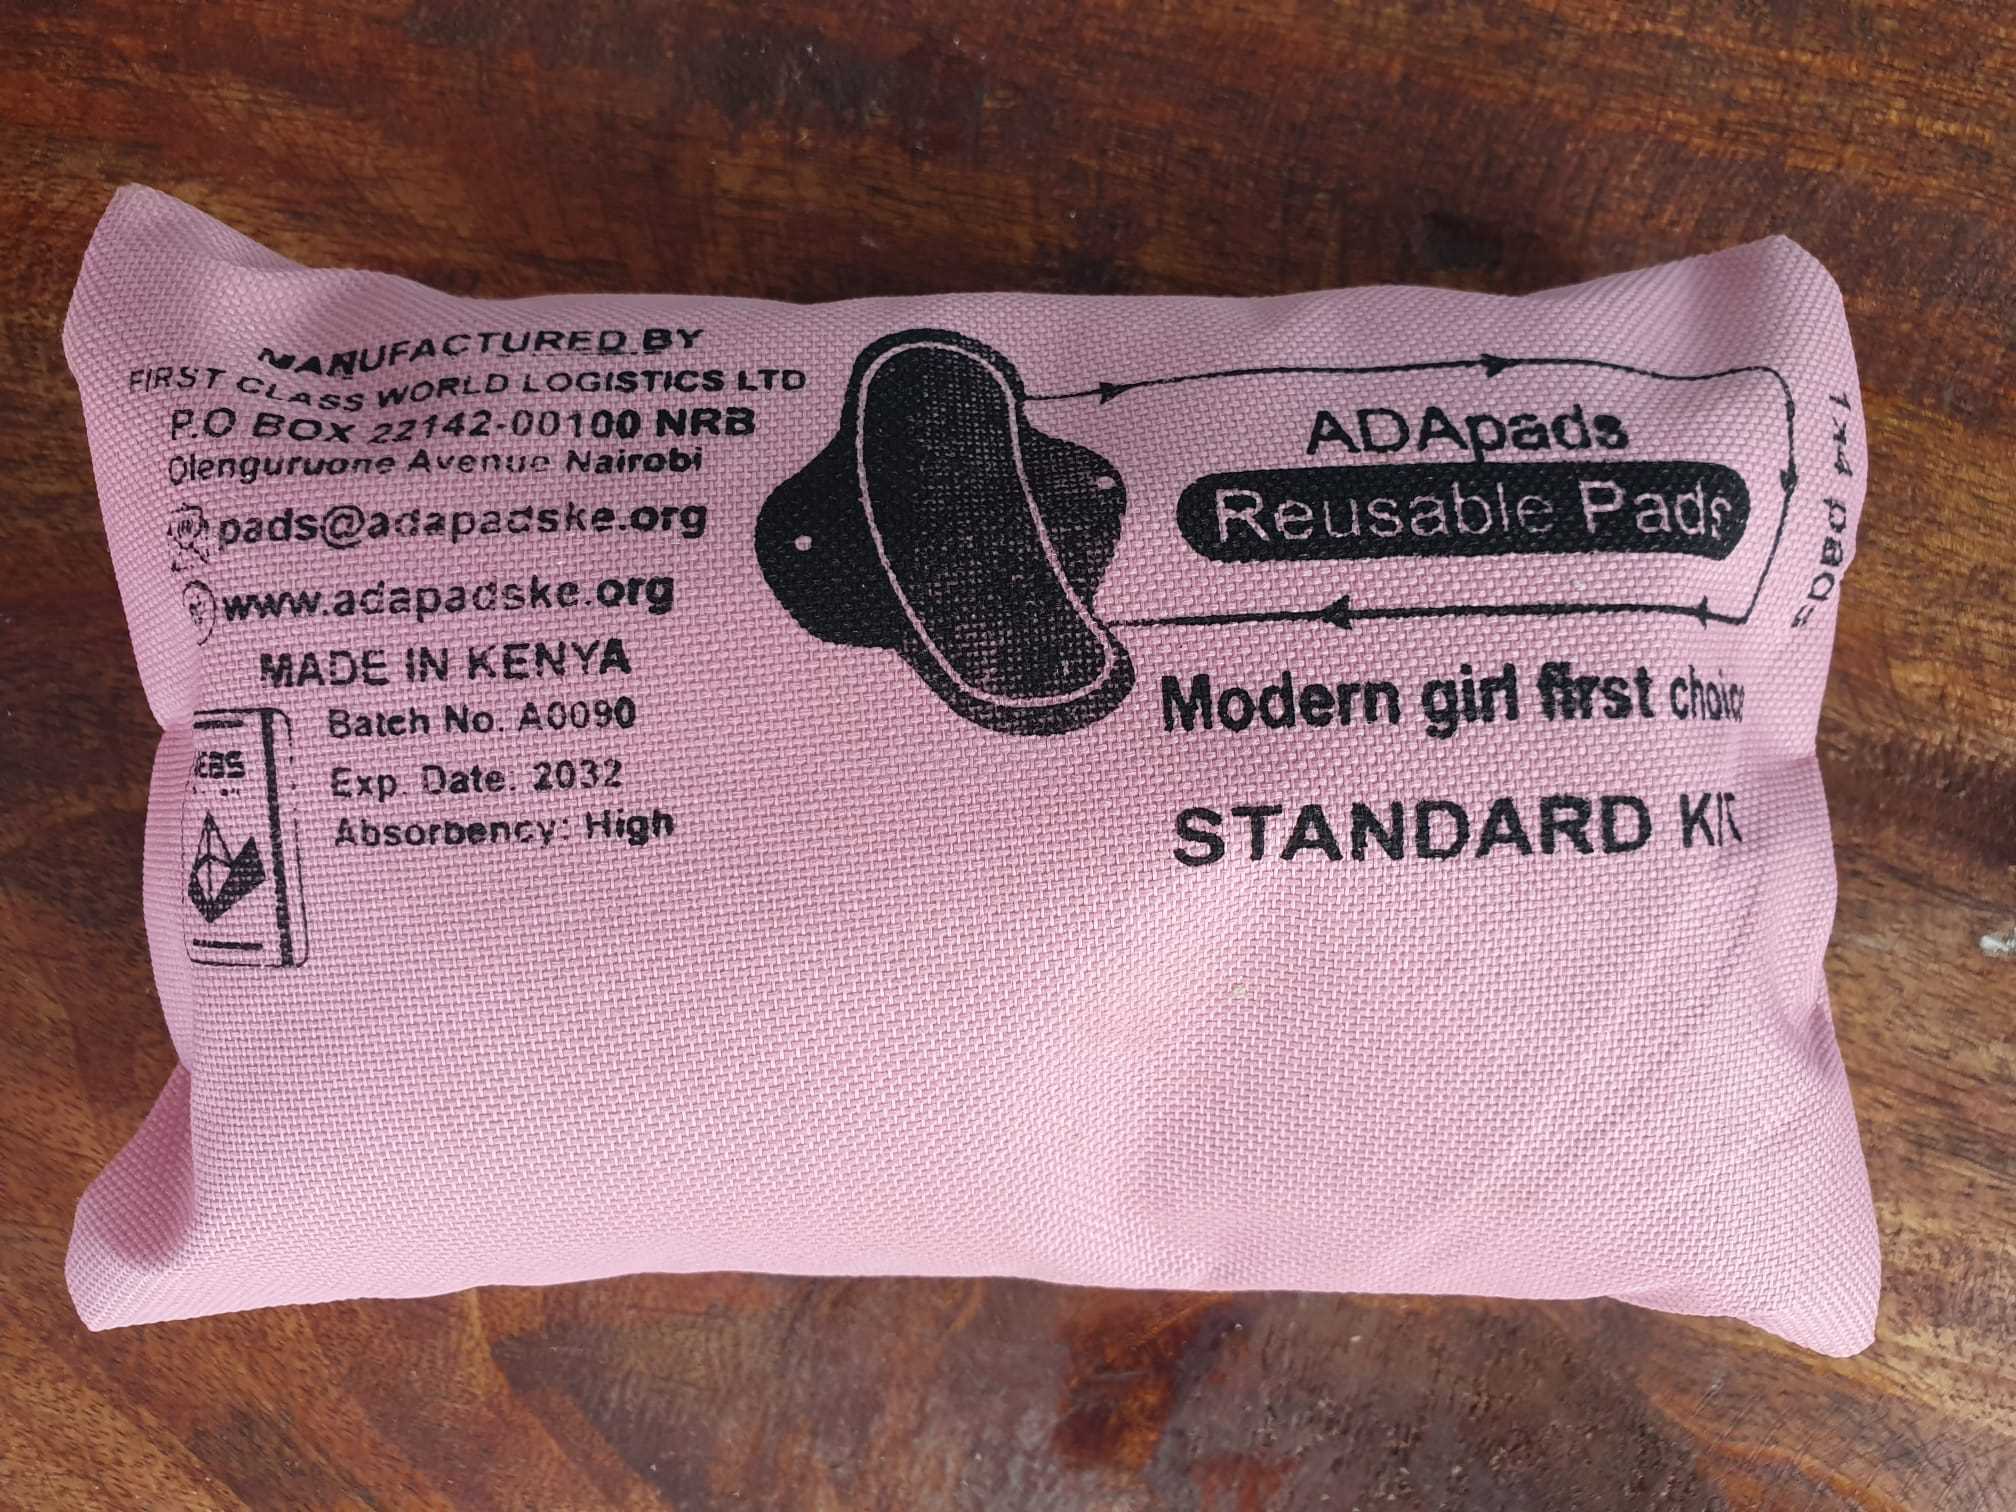 MANUFACTURED BY
FIRST CLASS WORLD LOGISTICS LTD
P.O BOX 22142-00100 NRB
Olenguruone Avenue Nairobi
pads@adapadske.org
www.adapadske.org
MADE IN KENYA
Batch No. A0090
Exp. Date. 2032
Absorbency: High
ADApads
Reusable Pads
1x4 pads
Modern girl first choice
STANDARD KIT